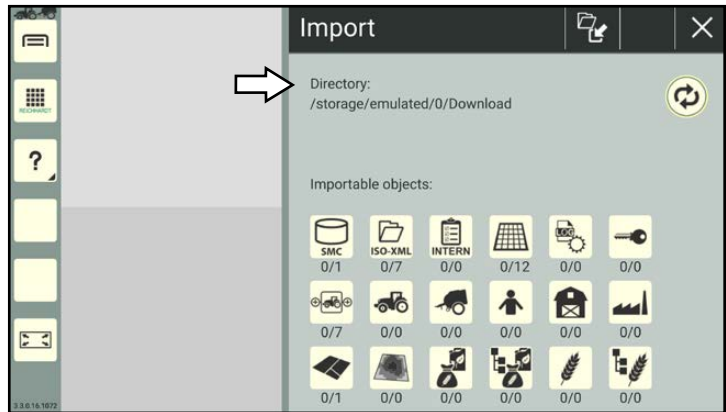 Import
Directory:
/storage/emulated/0/Download
REICHHARDT
?
Importable objects:
SMC ISO-XML INTERN LOG
0/1 0/7 0/0 0/12 0/0 0/0
0/7 0/0 0/0 0/0 0/0 0/0
0/1 0/0 0/0 0/0 0/0 0/0
3.3.0.16.1072